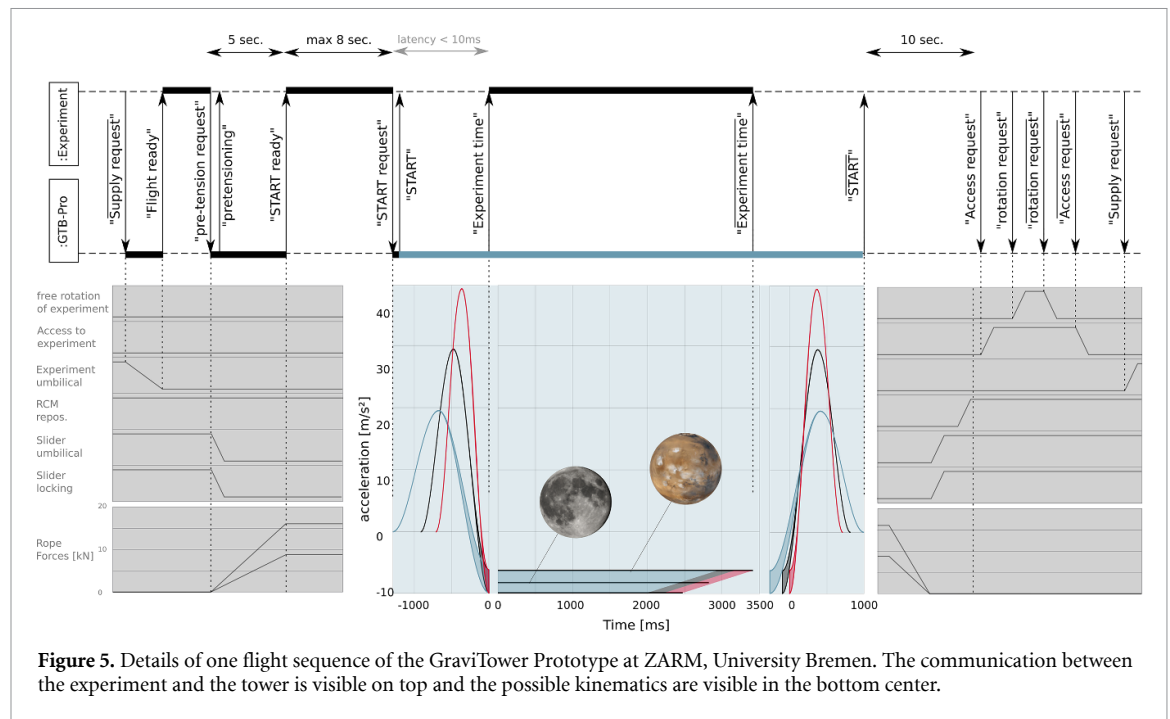 5 sec.
max 8 sec.
latency < 10ms
10 sec.
:Experiment
:GTB-Pro
"Supply request"
"Flight ready"
"pre-tension request"
"pretensioning"
"START ready"
"START request"
"START"
"Experiment time"
"Experiment time"
"START"
"Access request"
"rotation request"
"rotation request"
"Access request"
"Supply request"
free rotation
of experiment
Access to
experiment
Experiment
umbilical
RCM
repos.
Slider
umbilical
Slider
locking
Rope
Forces [kN]
20
10
0
acceleration [m/s²]
40
30
20
10
0
-10
-1000 0 0 1000 2000 3000 3500 0 1000
Time [ms]
Figure 5. Details of one flight sequence of the GraviTower Prototype at ZARM, University Bremen. The communication between
the experiment and the tower is visible on top and the possible kinematics are visible in the bottom center.